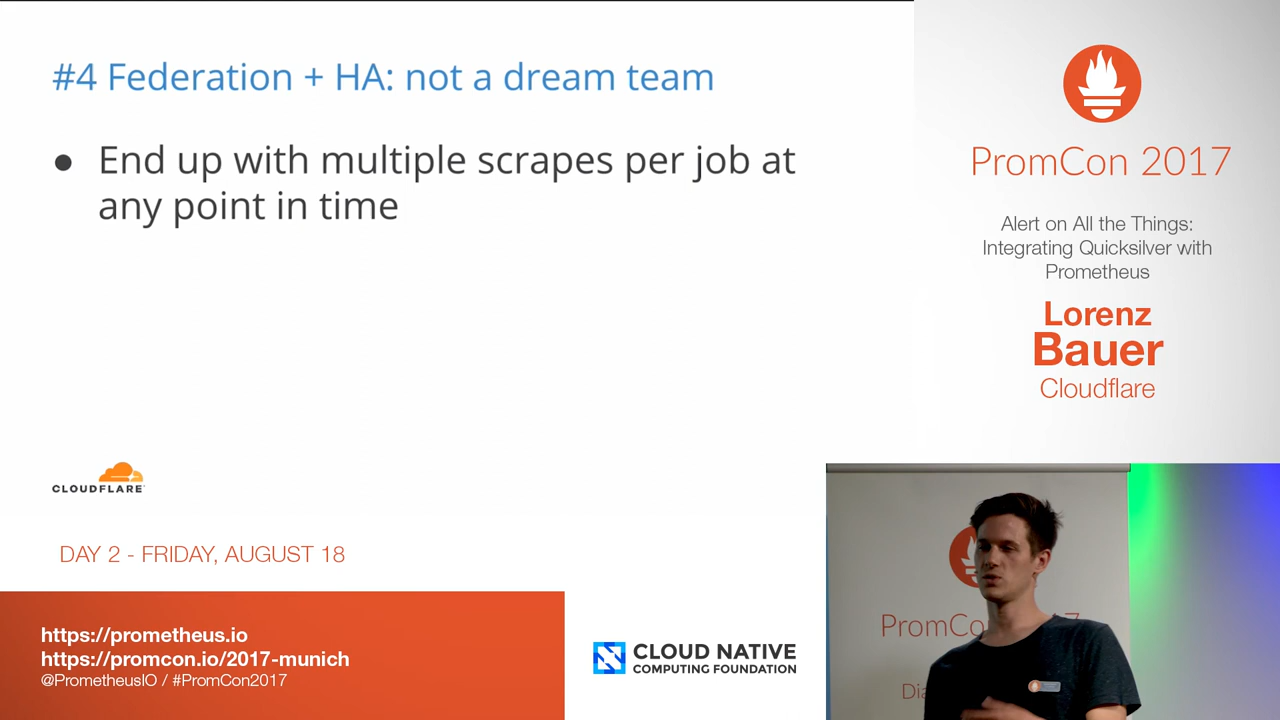 #4 Federation + HA: not a dream team
● End up with multiple scrapes per job at
any point in time
CLOUDFLARE
DAY 2 - FRIDAY, AUGUST 18
https://prometheus.io
https://promcon.io/2017-munich
@PrometheusIO / #PromCon2017
CLOUD NATIVE
COMPUTING FOUNDATION
PromCon 2017
Alert on All the Things:
Integrating Quicksilver with
Prometheus
Lorenz
Bauer
Cloudflare
PromCo 7
Dia